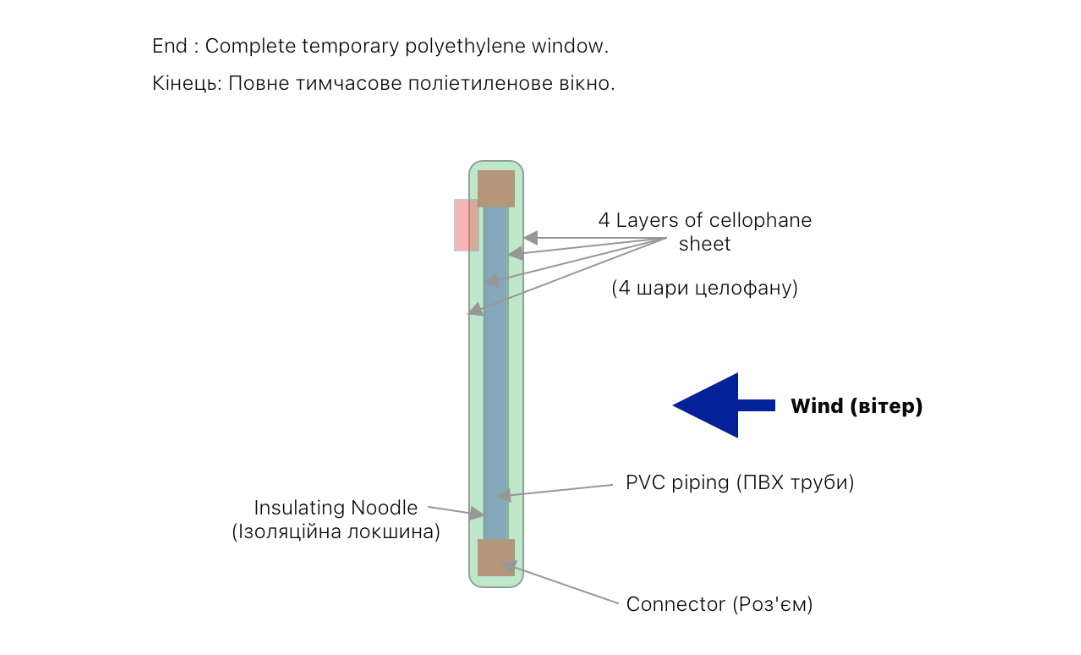 End : Complete temporary polyethylene window.
Кінець: Повне тимчасове поліетиленове вікно.
4 Layers of cellophane
sheet
(4 шари целофану)
Wind (вітер)
PVC piping (ПВХ труби)
Insulating Noodle
(Ізоляційна локшина)
Connector (Роз'єм)